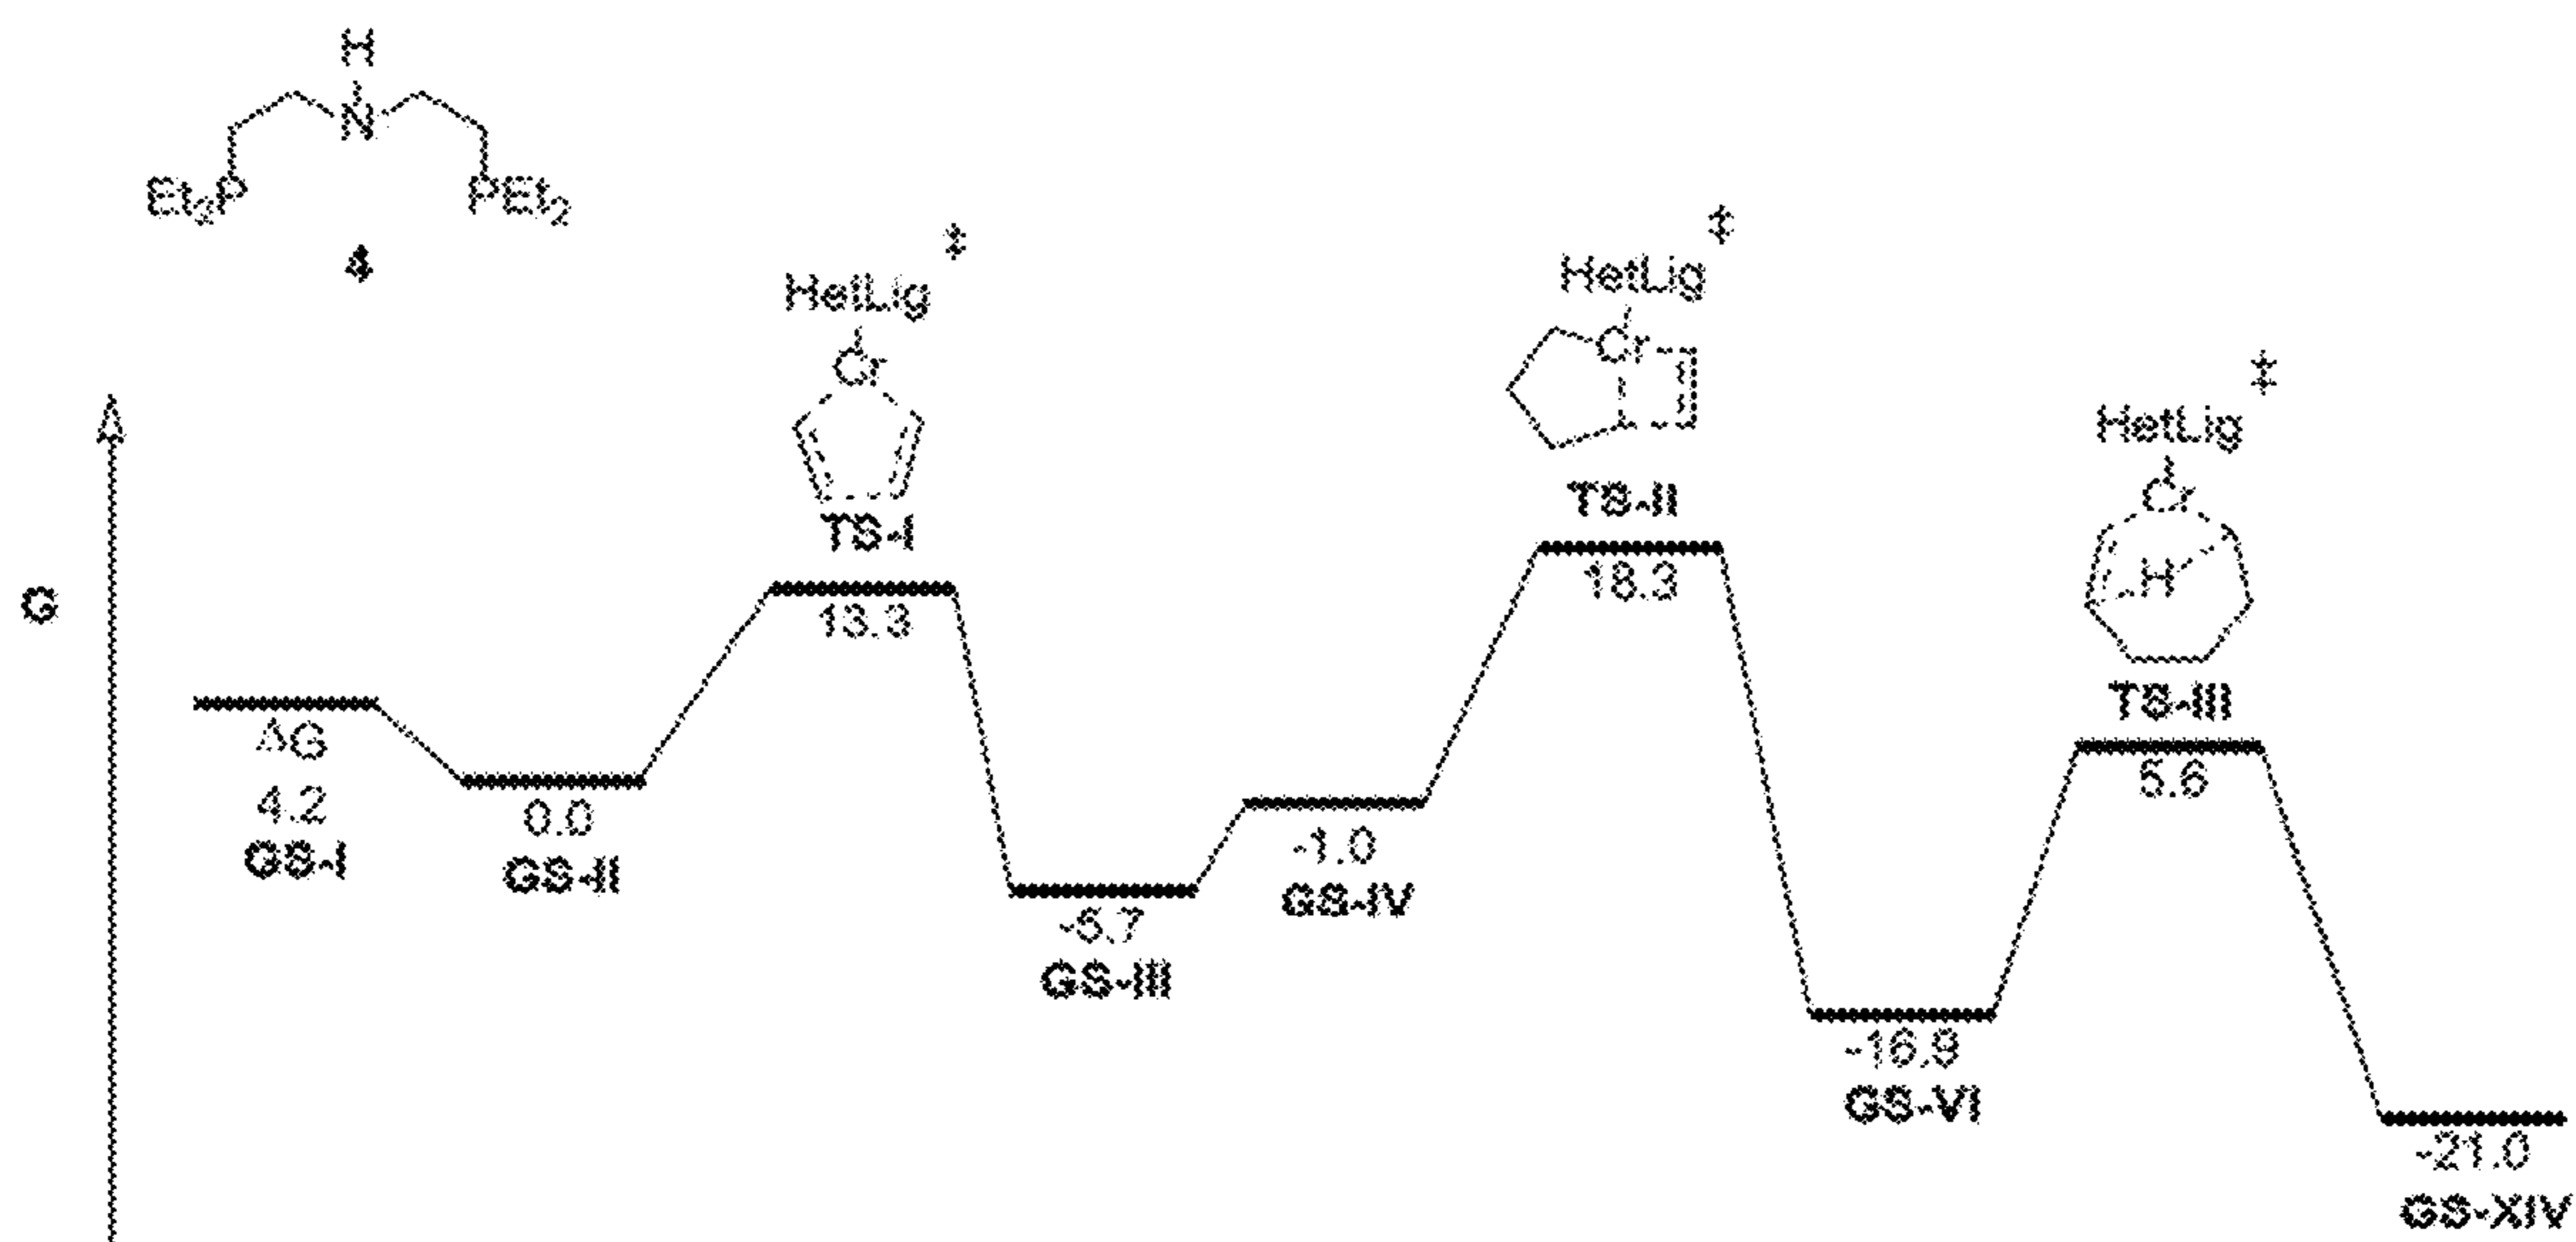 H
N
Et₂P
PEt₂
4
‡
HetLig
Cr
TS-I
13.3
‡
HetLig
Cr
TS-II
18.3
‡
HetLig
Cr
H
TS-III
5.6
G
ΔG
4.2
GS-I
0.0
GS-II
-5.7
GS-III
-1.0
GS-IV
-16.9
GS-VI
-21.0
GS-XIV